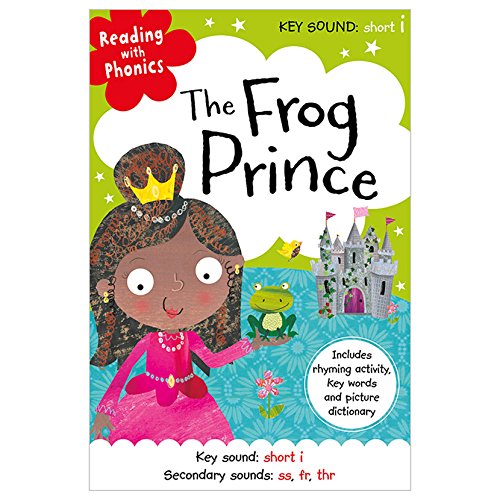 Reading
with
Phonics
KEY SOUND: short i
The Frog
Prince
Includes
rhyming activity,
Key words
and picture
dictionary
Key sound: short i
Secondary sounds: ss, fr, thr